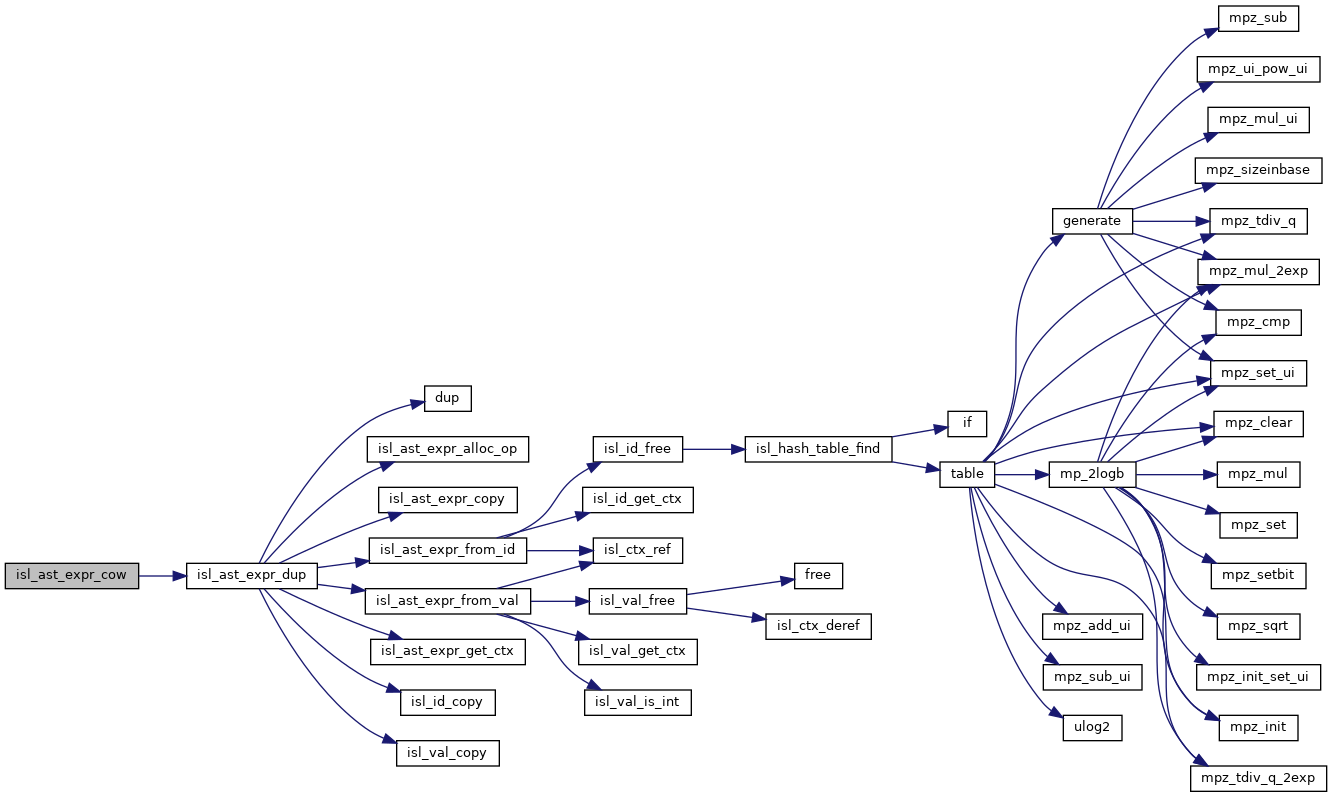 isl_ast_expr_cow
isl_ast_expr_dup
dup
isl_ast_expr_alloc_op
isl_ast_expr_copy
isl_ast_expr_from_id
isl_ast_expr_from_val
isl_ast_expr_get_ctx
isl_id_copy
isl_val_copy
isl_id_free
isl_id_get_ctx
isl_ctx_ref
isl_val_free
isl_val_get_ctx
isl_val_is_int
isl_hash_table_find
free
isl_ctx_deref
if
table
generate
mp_2logb
mpz_add_ui
mpz_sub_ui
ulog2
mpz_sub
mpz_ui_pow_ui
mpz_mul_ui
mpz_sizeinbase
mpz_tdiv_q
mpz_mul_2exp
mpz_cmp
mpz_set_ui
mpz_clear
mpz_mul
mpz_set
mpz_setbit
mpz_sqrt
mpz_init_set_ui
mpz_init
mpz_tdiv_q_2exp